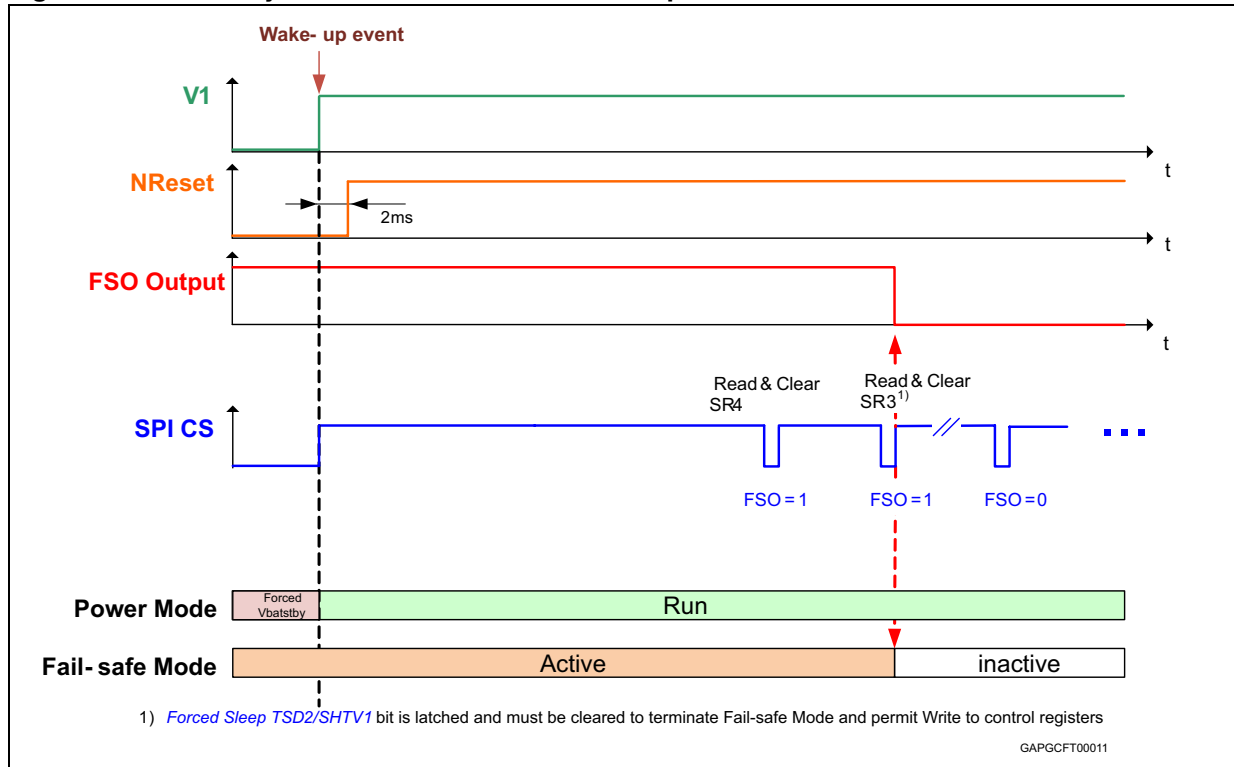 Wake- up event
V1
t
NReset
2ms
t
FSO Output
t
Read & Clear
SR4
Read & Clear
SR3 1)
SPI CS
FSO = 1
FSO = 1
FSO = 0
Power Mode
Forced
Vbatstby
Run
Fail- safe Mode
Active
inactive
1) Forced Sleep TSD2/SHTV1 bit is latched and must be cleared to terminate Fail-safe Mode and permit Write to control registers
GAPGCFT00011